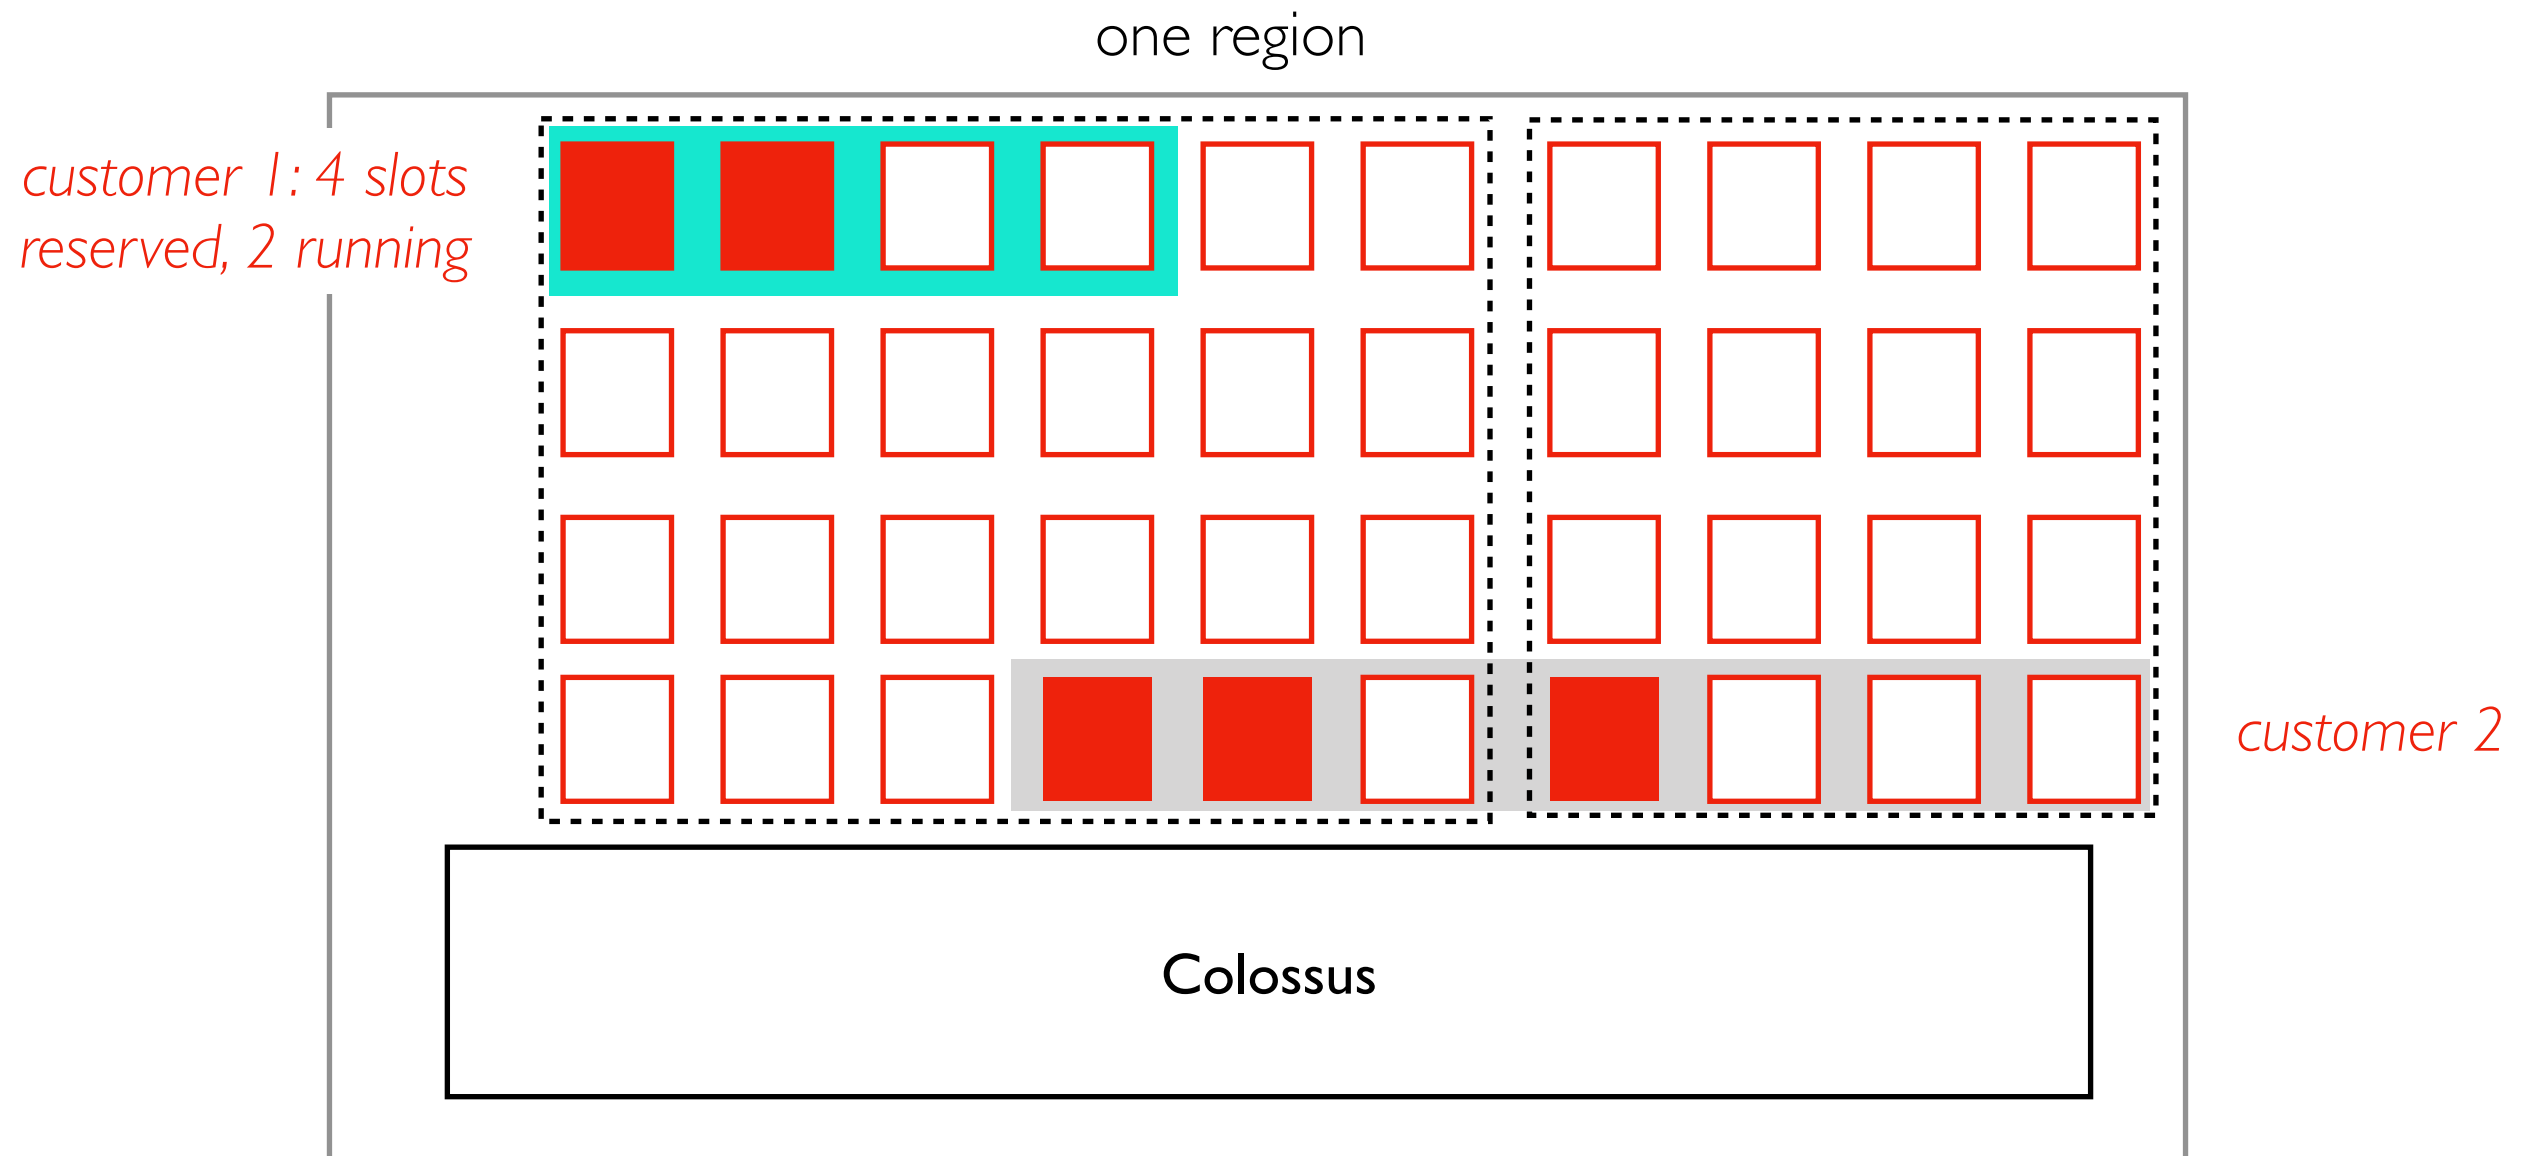 one region
customer 1: 4 slots
reserved, 2 running
customer 2
Colossus